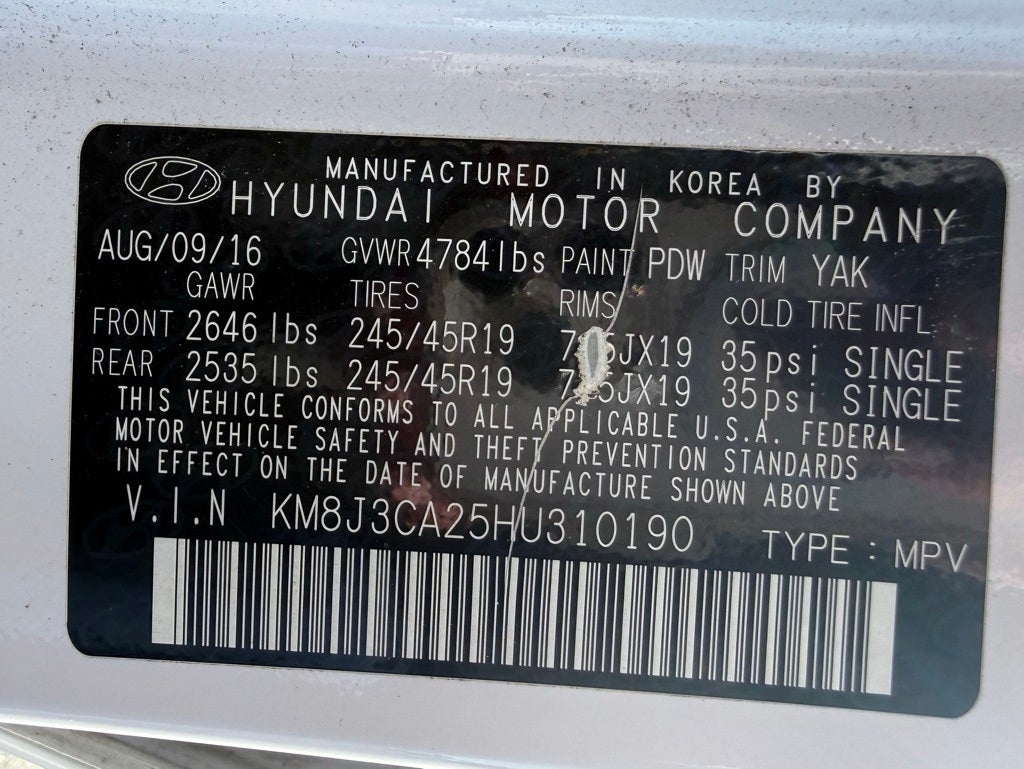 MANUFACTURED IN KOREA BY
HYUNDAI MOTOR COMPANY
AUG/09/16 GVWR 4784lbs PAINT PDW TRIM YAK
GAWR TIRES RIMS COLD TIRE INFL.
FRONT 2646 lbs 245/45R19 JX19 35psi SINGLE
REAR 2535 lbs 245/45R19 JX19 35psi SINGLE
THIS VEHICLE CONFORMS TO ALL APPLICABLE U.S.A. FEDERAL
MOTOR VEHICLE SAFETY AND THEFT PREVENTION STANDARDS
IN EFFECT ON THE DATE OF MANUFACTURE SHOWN ABOVE
V.I.N KM8J3CA25HU310190 TYPE : MPV